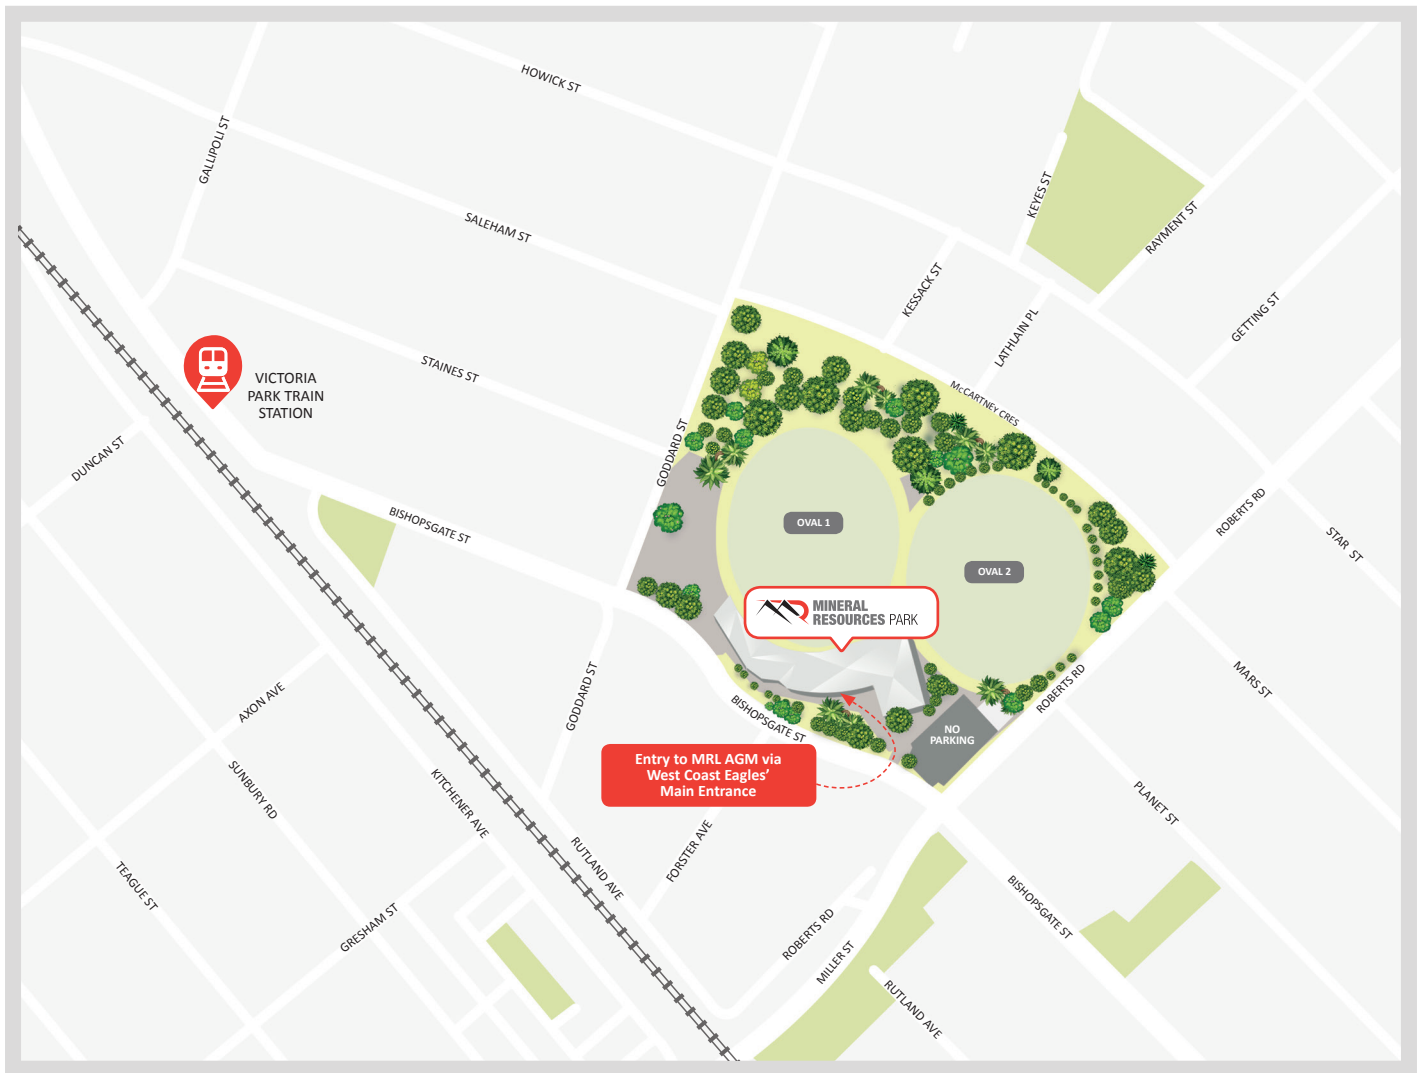 HOWICK ST
GALLIPOLI ST
KEYES ST
RAYMENT ST
SALEHAM ST
KESSACK ST
GETTING ST
LATHLAIN PL
VICTORIA
PARK TRAIN
STATION
STAINES ST
McCARTNEY CRES
GODDARD ST
DUNCAN ST
BISHOPSGATE ST
OVAL 1
ROBERTS RD
STAR ST
OVAL 2
MINERAL
RESOURCES PARK
MARS ST
ROBERTS RD
AXON AVE
GODDARD ST
BISHOPSGATE ST
NO
PARKING
Entry to MRL AGM via
West Coast Eagles'
Main Entrance
SUNBURY RD
KITCHENER AVE
PLANET ST
RUTLAND AVE
FORSTER AVE
TEAGUE ST
GRESHAM ST
BISHOPSGATE ST
ROBERTS RD
MILLER ST
RUTLAND AVE